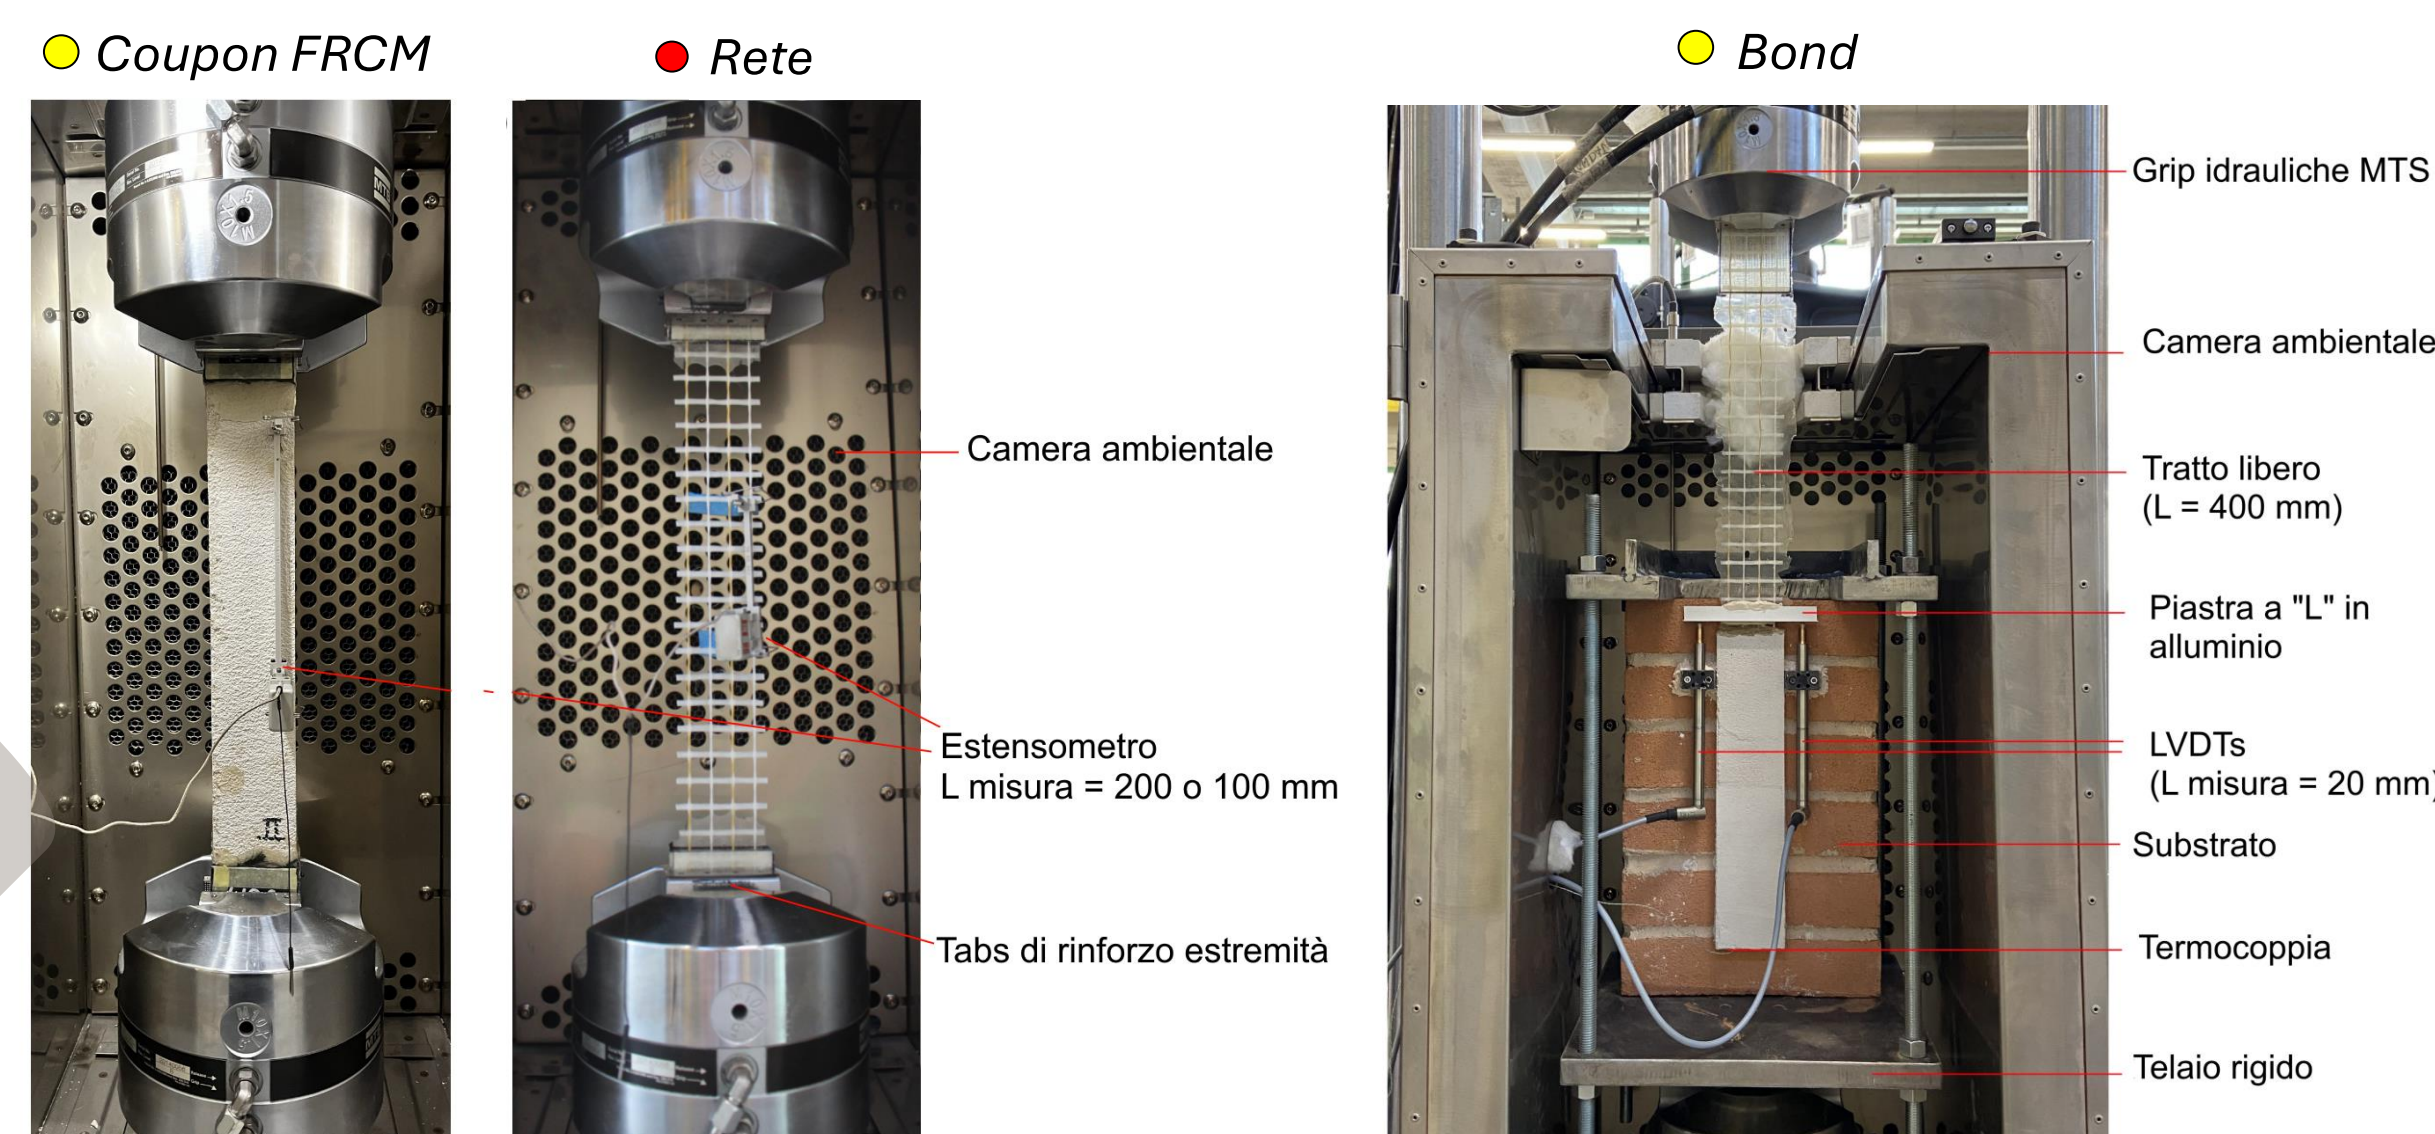 Coupon FRCM
Rete
Bond
Grip idrauliche MTS
Camera ambientale
Camera ambientale
Tratto libero
(L = 400 mm)
Piastra a "L" in
alluminio
Estensometro
L misura = 200 o 100 mm
LVDTs
(L misura = 20 mm)
Substrato
Tabs di rinforzo estremità
Termocoppia
Telaio rigido
II